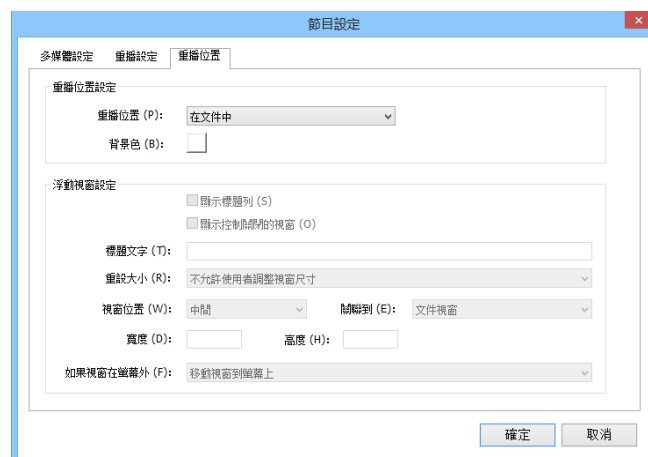 節目設定
多媒體設定 重播設定 重播位置
重播位置設定
重播位置 (P): 在文件中
背景色 (B):
浮動視窗設定
顯示標題列 (S)
顯示控制關閉的視窗 (O)
標題文字 (T):
重設大小 (R): 不允許使用者調整視窗尺寸
視窗位置 (W): 中間 關聯到 (E): 文件視窗
寬度 (D): 高度 (H):
如果視窗在螢幕外 (F): 移動視窗到螢幕上
確定 取消